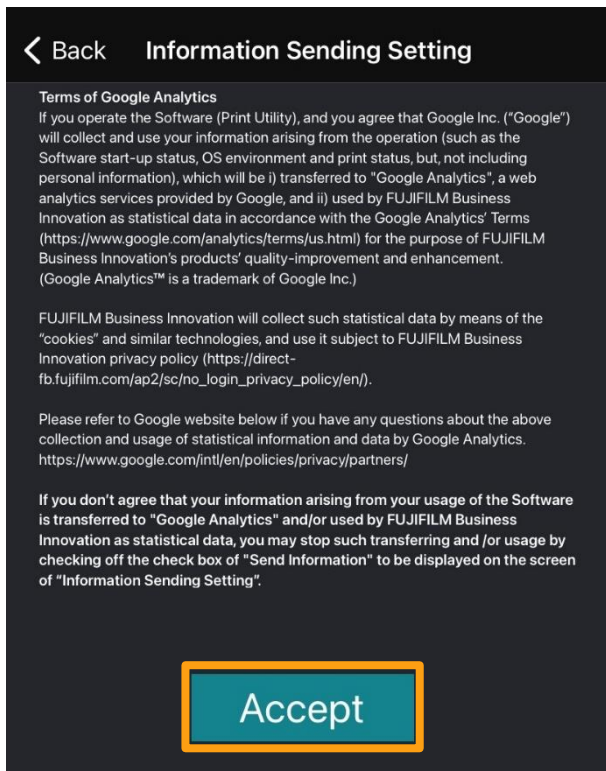 Back Information Sending Setting
Terms of Google Analytics
If you operate the Software (Print Utility), and you agree that Google Inc. (“Google”)
will collect and use your information arising from the operation (such as the
Software start-up status, OS environment and print status, but, not including
personal information), which will be i) transferred to "Google Analytics", a web
analytics services provided by Google, and ii) used by FUJIFILM Business
Innovation as statistical data in accordance with the Google Analytics’ Terms
(https://www.google.com/analytics/terms/us.html) for the purpose of FUJIFILM
Business Innovation’s products’ quality-improvement and enhancement.
(Google Analytics™ is a trademark of Google Inc.)
FUJIFILM Business Innovation will collect such statistical data by means of the
“cookies” and similar technologies, and use it subject to FUJIFILM Business
Innovation privacy policy (https://direct-
fb.fujifilm.com/ap2/sc/no_login_privacy_policy/en/).
Please refer to Google website below if you have any questions about the above
collection and usage of statistical information and data by Google Analytics.
https://www.google.com/intl/en/policies/privacy/partners/
If you don’t agree that your information arising from your usage of the Software
is transferred to "Google Analytics" and/or used by FUJIFILM Business
Innovation as statistical data, you may stop such transferring and /or usage by
checking off the check box of "Send Information" to be displayed on the screen
of “Information Sending Setting”.
Accept